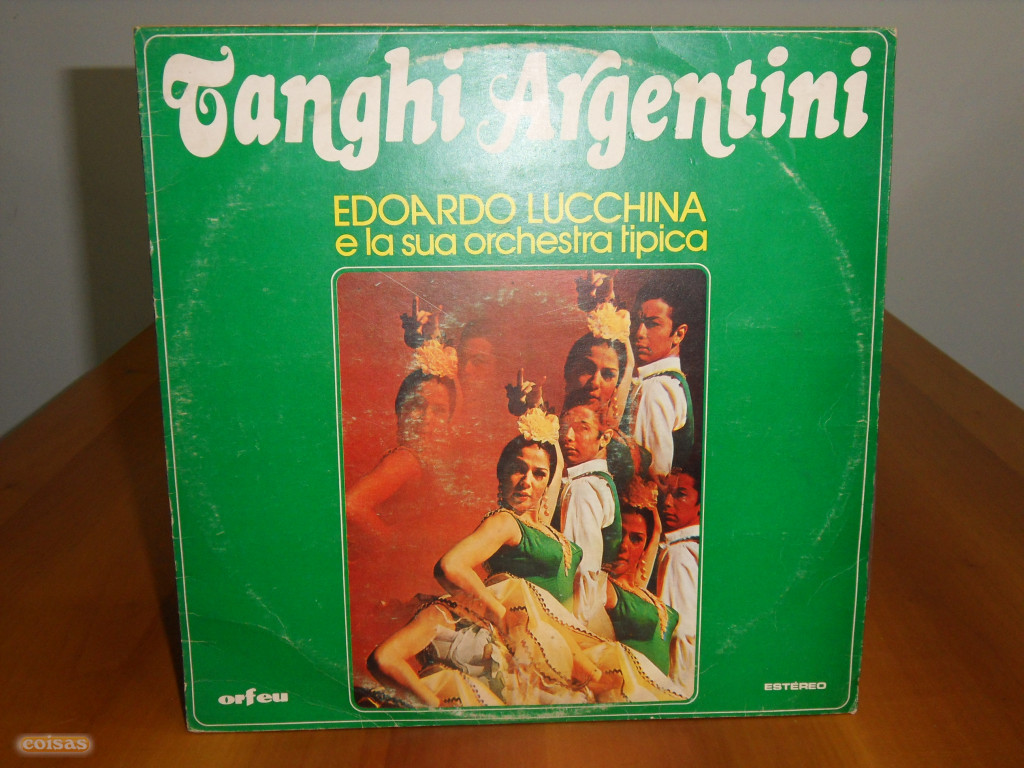 Tanghi Argentini
EDOARDO LUCCHINA
e la sua orchestra tipica
orfeu
ESTÉREO
coisas